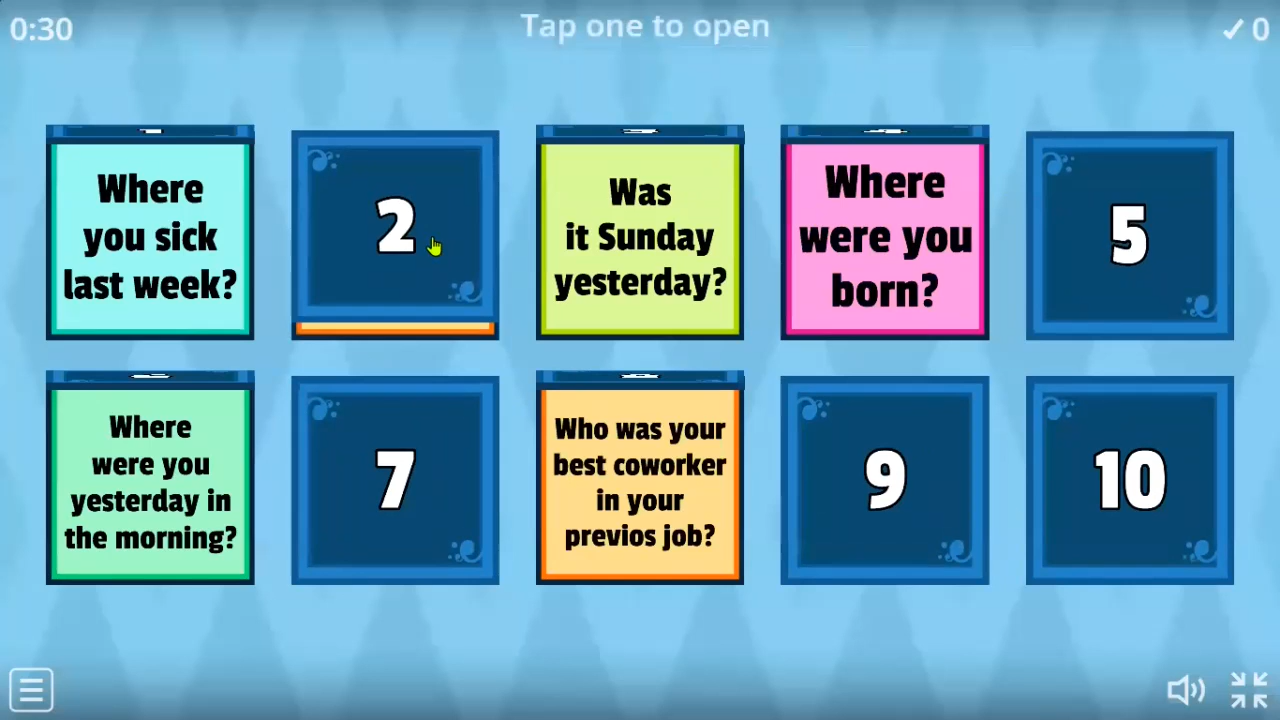 0:30
Tap one to open
✓ 0
Where
you sick
last week?
2
Was
it Sunday
yesterday?
Where
were you
born?
5
Where
were you
yesterday in
the morning?
7
Who was your
best coworker
in your
previos job?
9
10